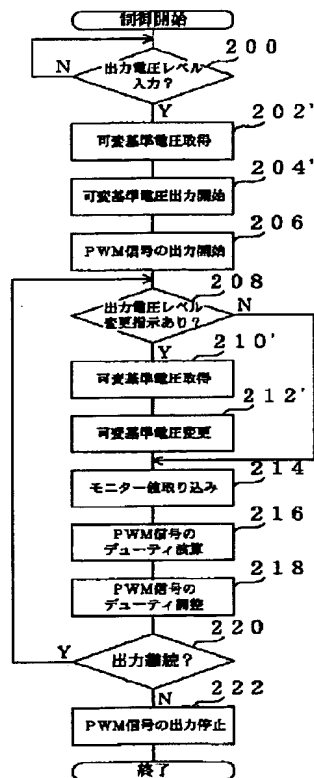 制御開始
200
出力電圧レベル
入力?
N
Y
202'
可変基準電圧取得
204'
可変基準電圧出力開始
206
PWM信号の出力開始
208
出力電圧レベル
変更指示あり?
N
Y
210'
可変基準電圧取得
212'
可変基準電圧変更
214
モニター値取り込み
216
PWM信号の
デューティ演算
218
PWM信号の
デューティ調整
220
Y
出力継続?
N
222
PWM信号の出力停止
終了